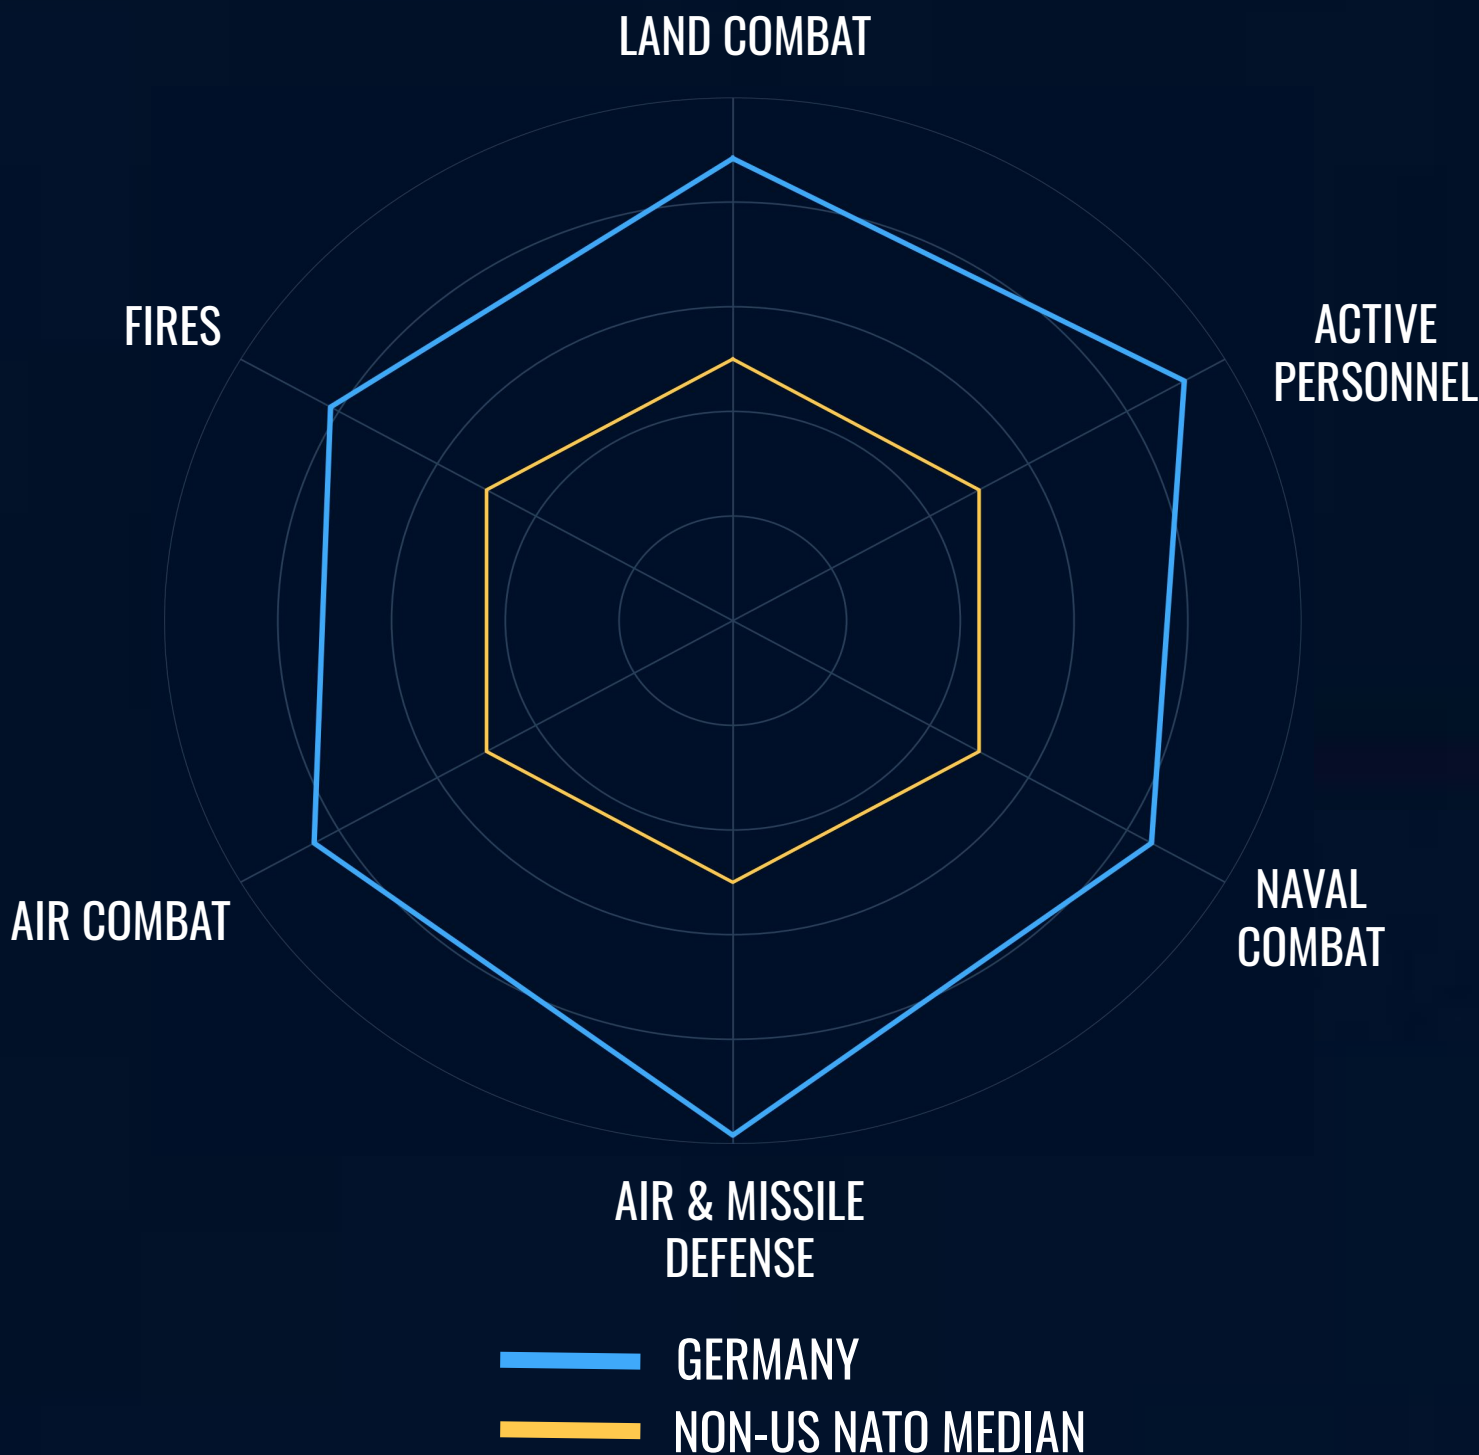 LAND COMBAT
FIRES
ACTIVE
PERSONNEL
AIR COMBAT
NAVAL
COMBAT
AIR & MISSILE
DEFENSE
GERMANY
NON-US NATO MEDIAN